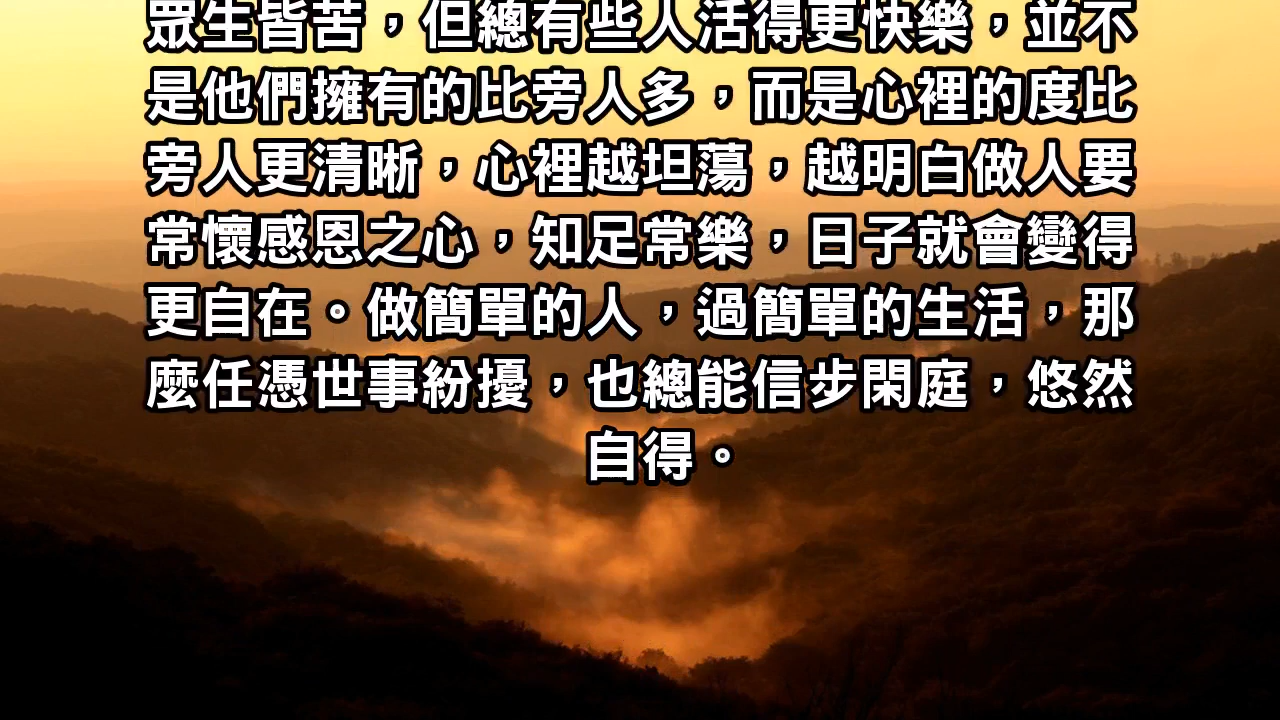 眾生皆苦，但總有些人活得更快樂，並不
是他們擁有的比旁人多，而是心裡的度比
旁人更清晰，心裡越坦蕩，越明白做人要
常懷感恩之心，知足常樂，日子就會變得
更自在。做簡單的人，過簡單的生活，那
麼任憑世事紛擾，也總能信步閑庭，悠然
自得。